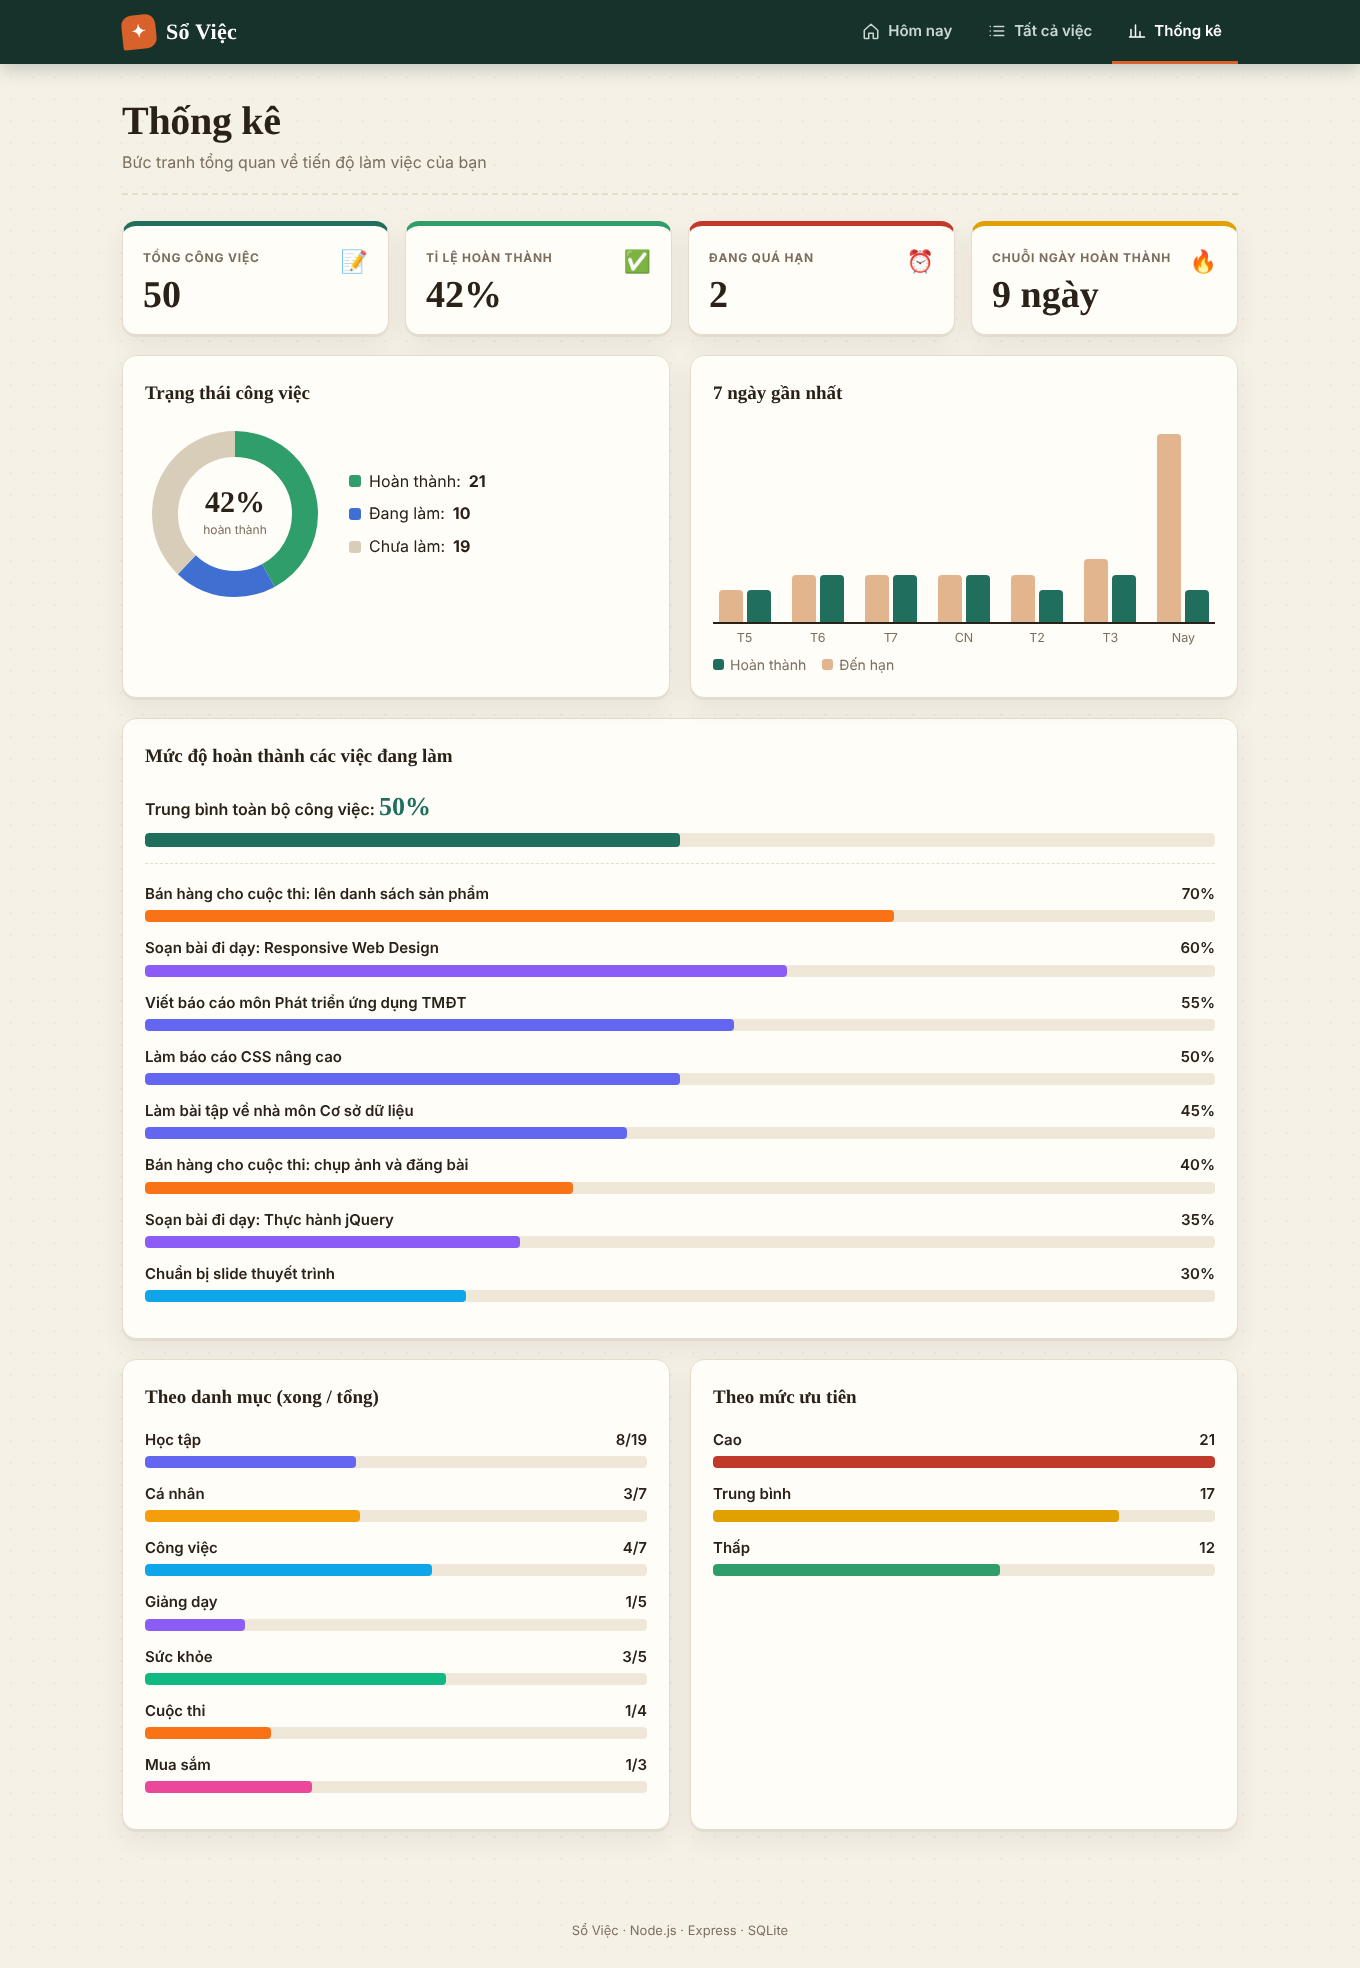 Sổ Việc
Hôm nay
Tất cả việc
Thống kê
Thống kê
Bức tranh tổng quan về tiến độ làm việc của bạn
TỔNG CÔNG VIỆC
50
TỈ LỆ HOÀN THÀNH
42%
ĐANG QUÁ HẠN
2
CHUỖI NGÀY HOÀN THÀNH
9 ngày
Trạng thái công việc
42%
hoàn thành
Hoàn thành: 21
Đang làm: 10
Chưa làm: 19
7 ngày gần nhất
T5 T6 T7 CN T2 T3 Nay
Hoàn thành Đến hạn
Mức độ hoàn thành các việc đang làm
Trung bình toàn bộ công việc: 50%
Bán hàng cho cuộc thi: lên danh sách sản phẩm 70%
Soạn bài đi dạy: Responsive Web Design 60%
Viết báo cáo môn Phát triển ứng dụng TMĐT 55%
Làm báo cáo CSS nâng cao 50%
Làm bài tập về nhà môn Cơ sở dữ liệu 45%
Bán hàng cho cuộc thi: chụp ảnh và đăng bài 40%
Soạn bài đi dạy: Thực hành jQuery 35%
Chuẩn bị slide thuyết trình 30%
Theo danh mục (xong / tổng)
Học tập 8/19
Cá nhân 3/7
Công việc 4/7
Giảng dạy 1/5
Sức khỏe 3/5
Cuộc thi 1/4
Mua sắm 1/3
Theo mức ưu tiên
Cao 21
Trung bình 17
Thấp 12
Sổ Việc · Node.js · Express · SQLite